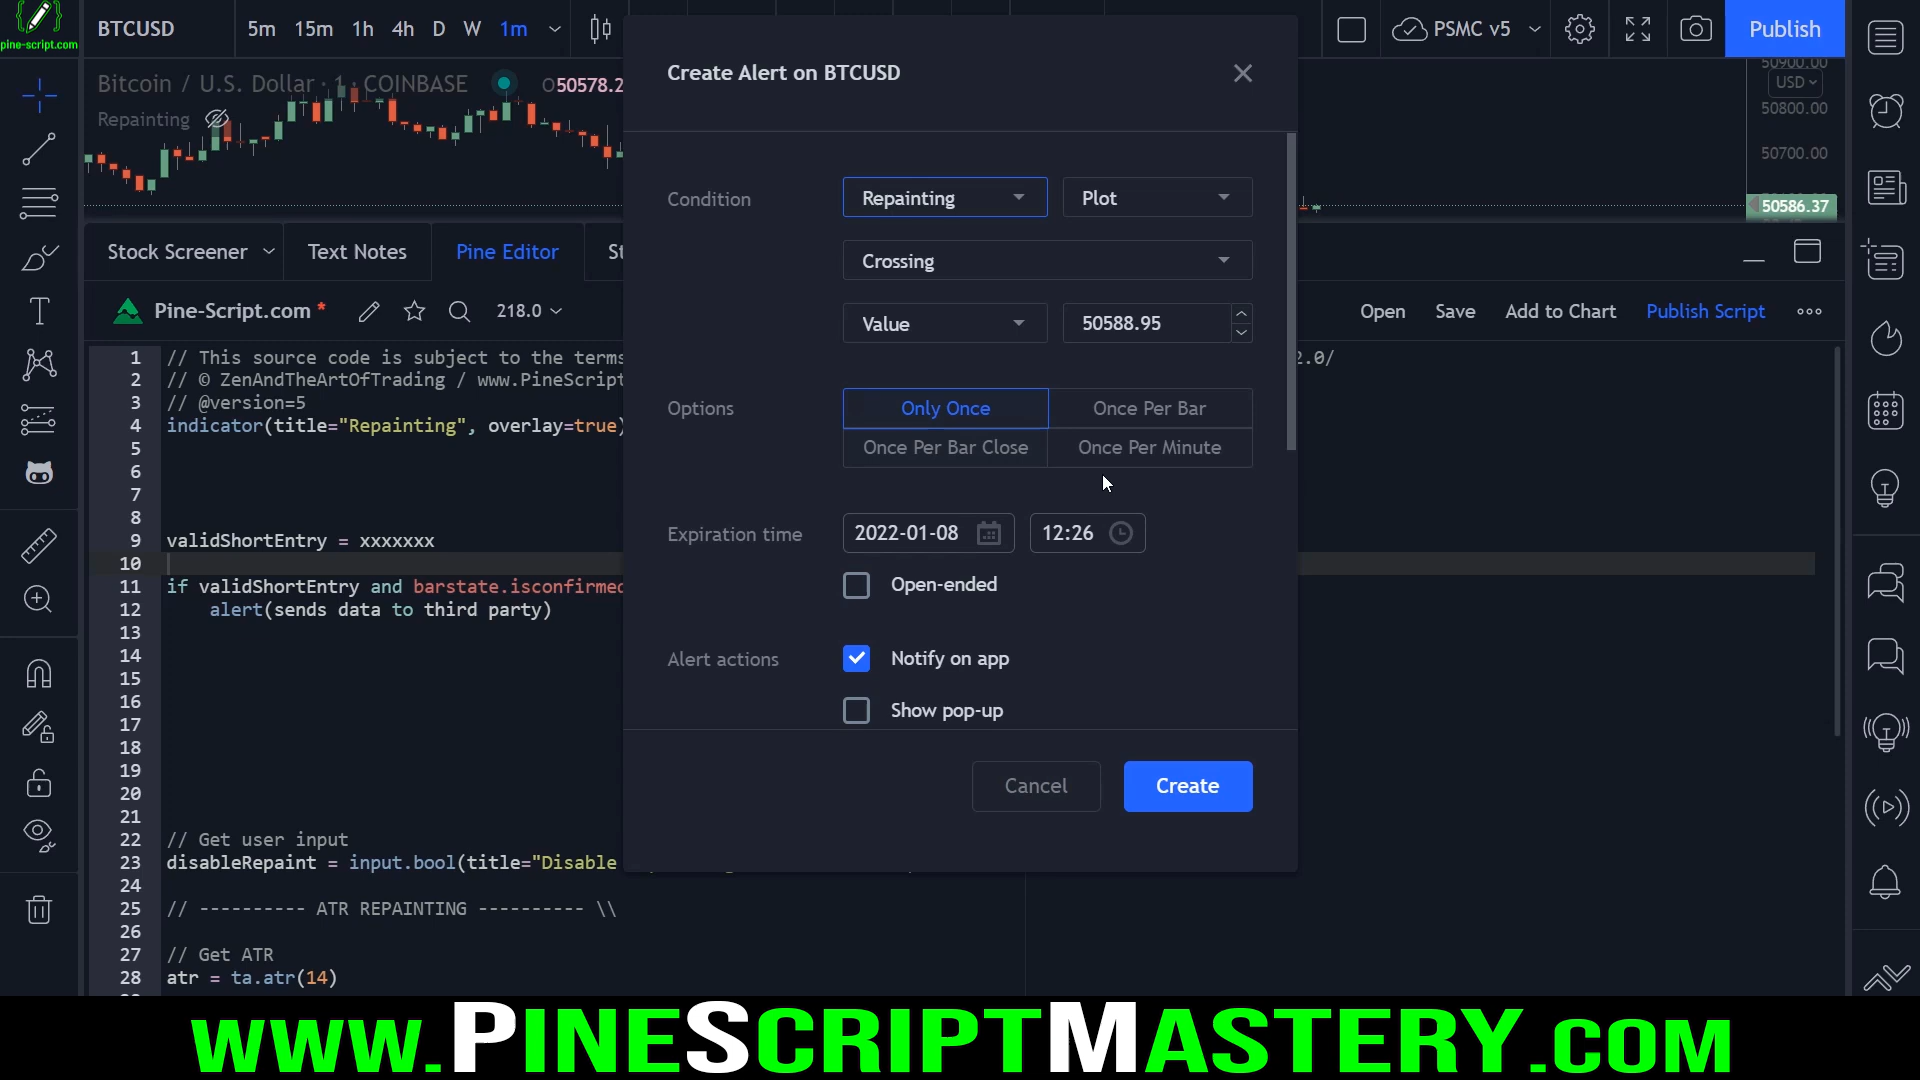 pine-script.com
BTCUSD
5m 15m 1h 4h D W 1m
PSMC v5
Publish
Bitcoin / U.S. Dollar · 1 · COINBASE
O50578.2
Repainting
USD
50800.00
50700.00
50586.37
Create Alert on BTCUSD
Condition
Repainting
Plot
Crossing
Value
50588.95
Options
Only Once
Once Per Bar
Once Per Bar Close
Once Per Minute
Expiration time
2022-01-08
12:26
Open-ended
Alert actions
Notify on app
Show pop-up
Cancel
Create
Stock Screener
Text Notes
Pine Editor
St
Pine-Script.com *
218.0
Open
Save
Add to Chart
Publish Script
1 // This source code is subject to the terms
2.0/
2 // © ZenAndTheArtOfTrading / www.PineScript
3 // @version=5
4 indicator(title="Repainting", overlay=true)
5
6
7
8
9 validShortEntry = xxxxxxx
10
11 if validShortEntry and barstate.isconfirmed
12 alert(sends data to third party)
13
14
15
16
17
18
19
20
21
22 // Get user input
23 disableRepaint = input.bool(title="Disable
24
25 // ---------- ATR REPAINTING ---------- \\
26
27 // Get ATR
28 atr = ta.atr(14)
www.PineScriptMastery.com